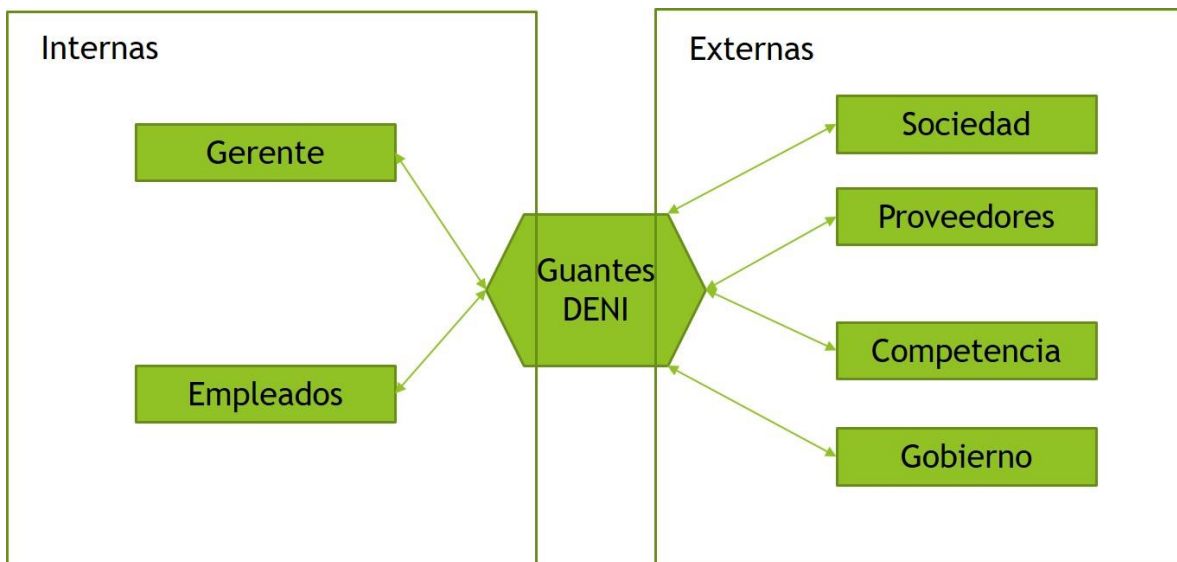 Internas
Gerente
Empleados
Guantes
DENI
Externas
Sociedad
Proveedores
Competencia
Gobierno